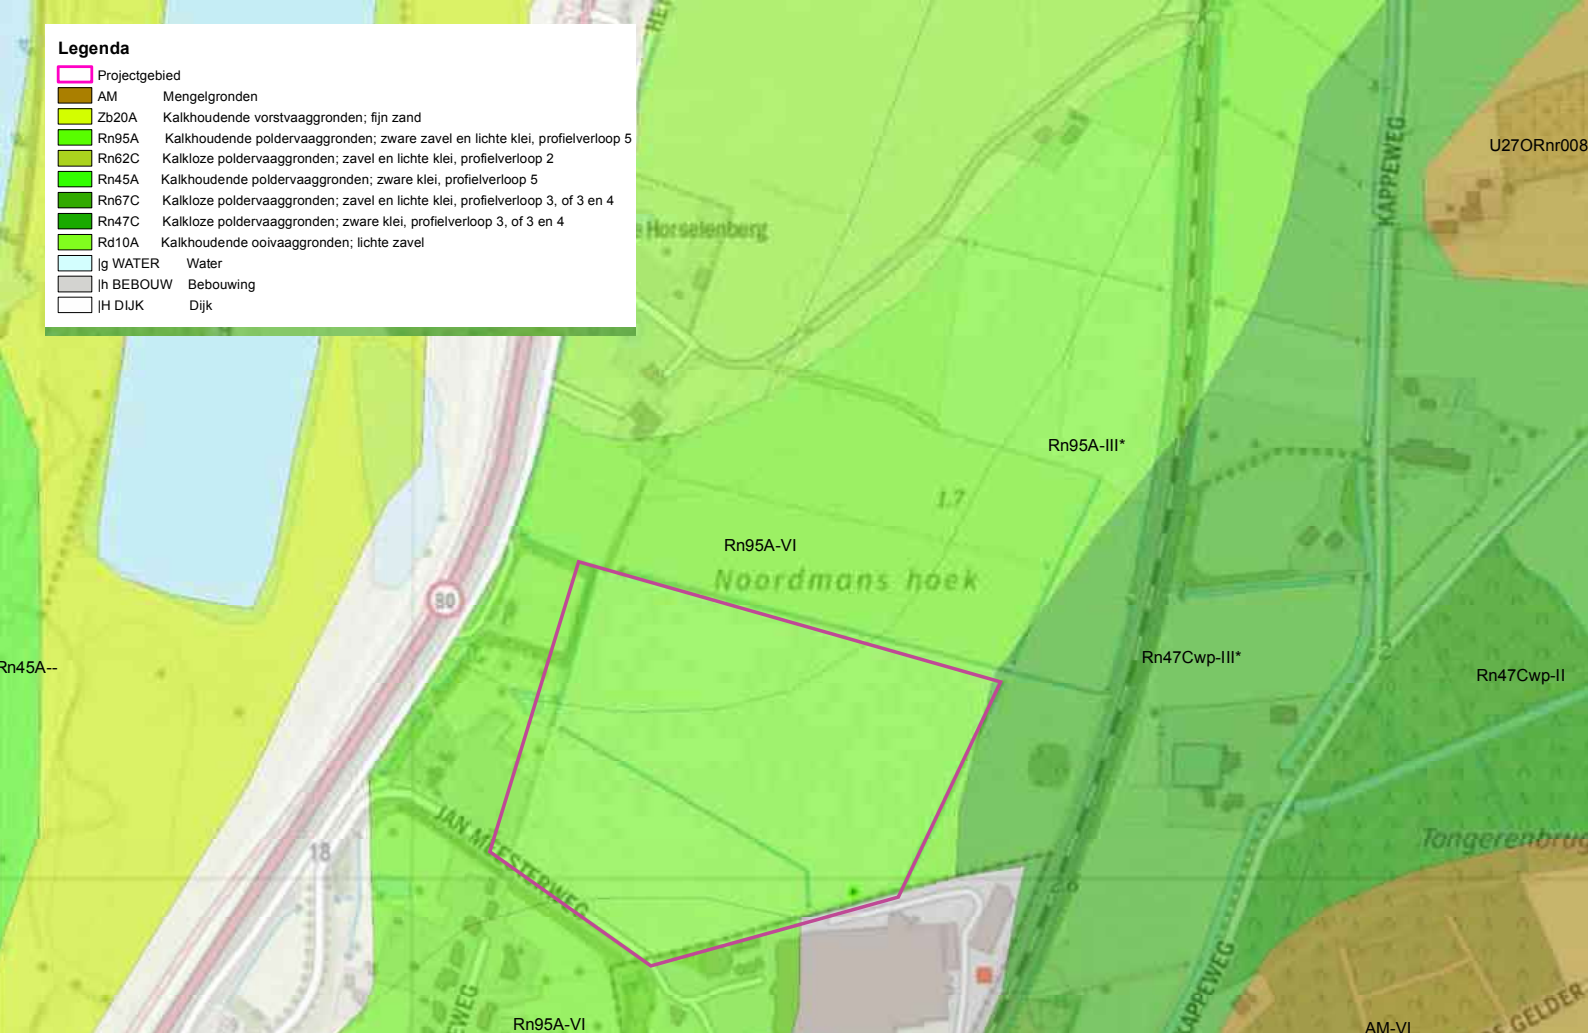 Legenda
Projectgebied
AM Mengelgronden
Zb20A Kalkhoudende vorstvaaggronden; fijn zand
Rn95A Kalkhoudende poldervaaggronden; zware zavel en lichte klei, profielverloop 5
Rn62C Kalkloze poldervaaggronden; zavel en lichte klei, profielverloop 2
Rn45A Kalkhoudende poldervaaggronden; zware klei, profielverloop 5
Rn67C Kalkloze poldervaaggronden; zavel en lichte klei, profielverloop 3, of 3 en 4
Rn47C Kalkloze poldervaaggronden; zware klei, profielverloop 3, of 3 en 4
Rd10A Kalkhoudende ooivaaggronden; lichte zavel
|g WATER Water
|h BEBOUW Bebouwing
|H DIJK Dijk
KAPPEWEG
U27ORnr008
e Horselenberg
Rn95A-III*
1.7
Rn95A-VI
Noordmans hoek
80
Rn45A--
Rn47Cwp-III*
Rn47Cwp-II
JAN MEESTERWEG
18
Tongerenbrug
2.6
KAPPEWEG
EWEG
Rn95A-VI
GELDER
AM-VI